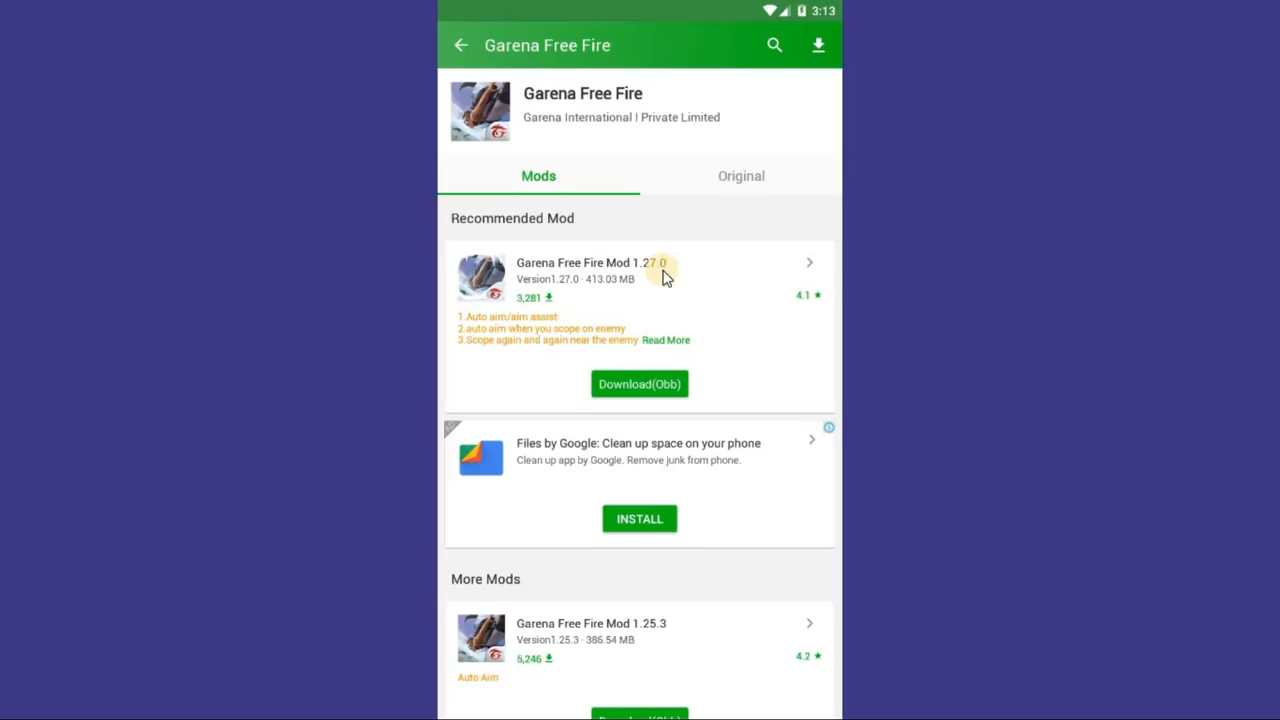 3:13
Garena Free Fire
Garena Free Fire
Garena International I Private Limited
Mods
Original
Recommended Mod
Garena Free Fire Mod 1.27.0
Version1.27.0 · 413.03 MB
3,281
4.1 ★
1.Auto aim/aim assist
2.auto aim when you scope on enemy
3.Scope again and again near the enemy Read More
Download(Obb)
Files by Google: Clean up space on your phone
Clean up app by Google. Remove junk from phone.
INSTALL
More Mods
Garena Free Fire Mod 1.25.3
Version1.25.3 · 386.54 MB
5,246
4.2 ★
Auto Aim
Download(Obb)